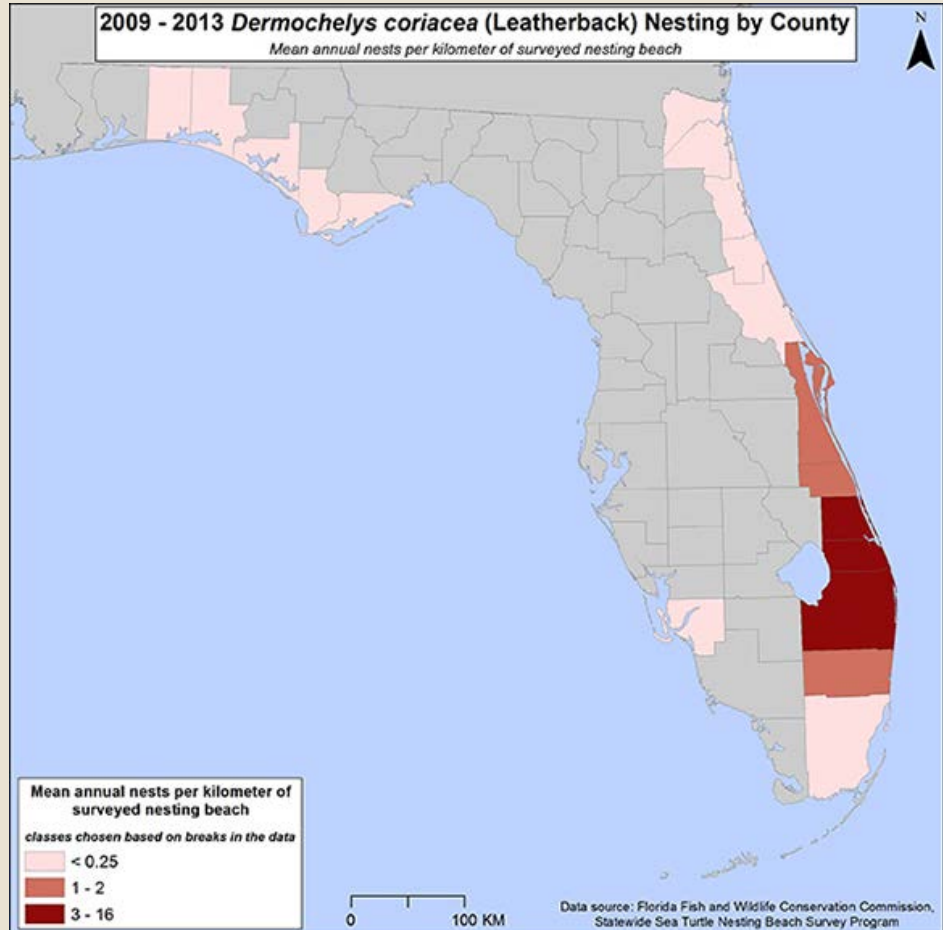 2009 - 2013 Dermochelys coriacea (Leatherback) Nesting by County
Mean annual nests per kilometer of surveyed nesting beach
N
Mean annual nests per kilometer of
surveyed nesting beach
classes chosen based on breaks in the data
< 0.25
1 - 2
3 - 16
0 100 KM
Data source: Florida Fish and Wildlife Conservation Commission,
Statewide Sea Turtle Nesting Beach Survey Program